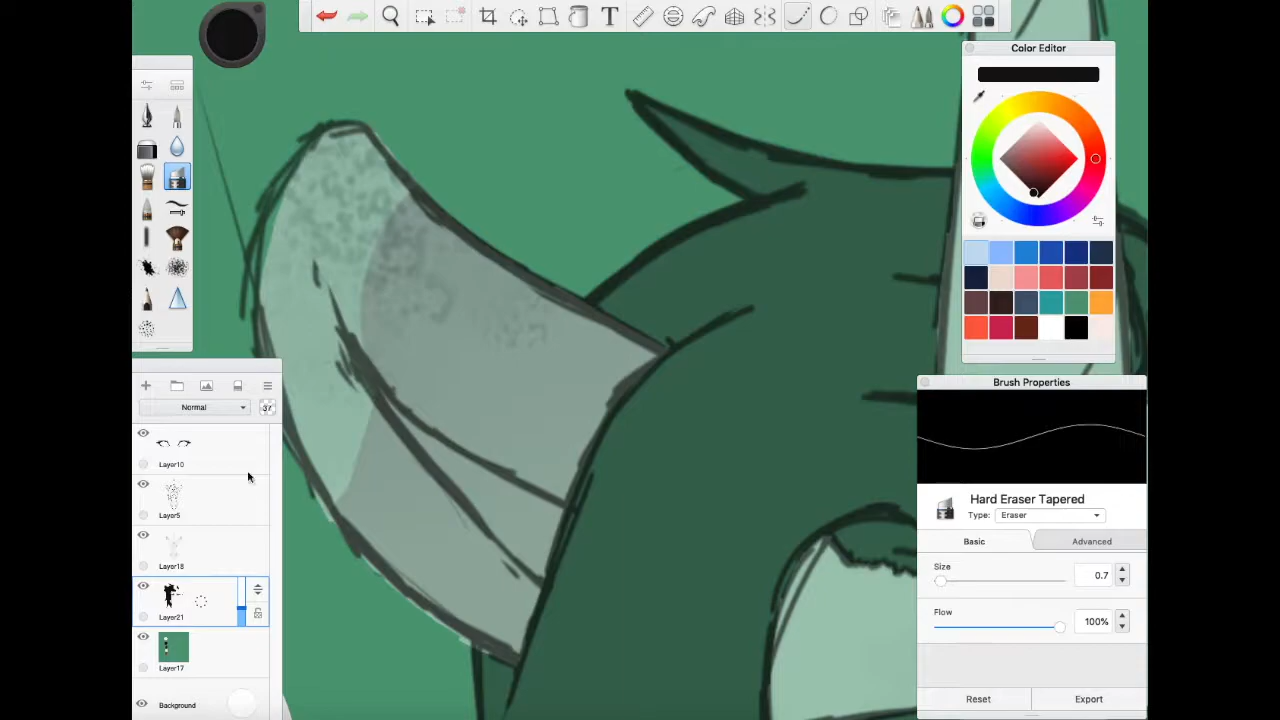 T
Color Editor
Normal
37
Layer10
Layer5
Layer18
Layer21
Layer17
Background
Brush Properties
Hard Eraser Tapered
Type: Eraser
Basic
Advanced
Size
0.7
Flow
100%
Reset
Export